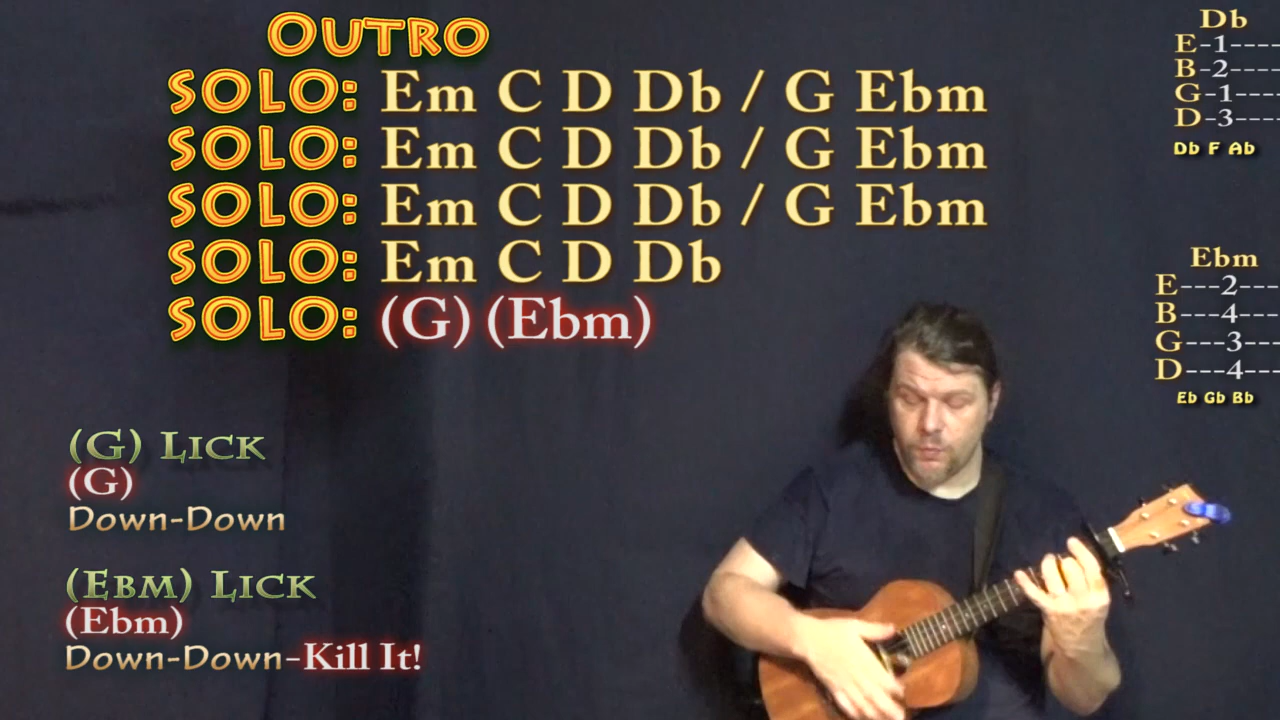 Outro
SOLO: Em C D Db / G Ebm
SOLO: Em C D Db / G Ebm
SOLO: Em C D Db / G Ebm
SOLO: Em C D Db
SOLO: (G) (Ebm)
(G) Lick
(G)
Down-Down
(Ebm) Lick
(Ebm)
Down-Down-Kill It!
Db
E-1----
B-2----
G-1----
D-3----
Db F Ab
Ebm
E---2---
B---4---
G---3---
D---4---
Eb Gb Bb